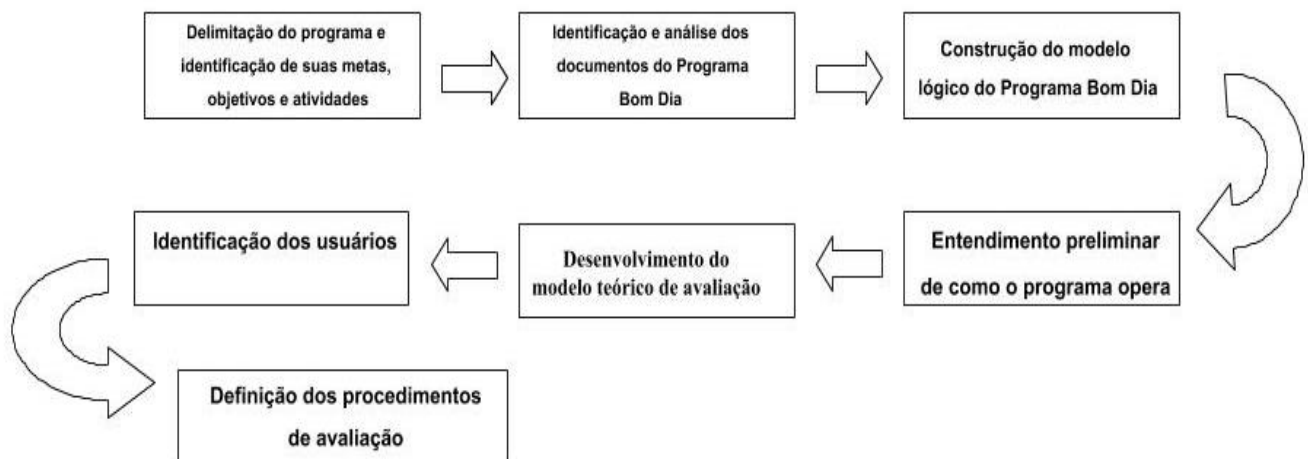 Delimitação do programa e
identificação de suas metas,
objetivos e atividades
Identificação e análise dos
documentos do Programa
Bom Dia
Construção do modelo
lógico do Programa Bom Dia
Entendimento preliminar
de como o programa opera
Desenvolvimento do
modelo teórico de avaliação
Identificação dos usuários
Definição dos procedimentos
de avaliação